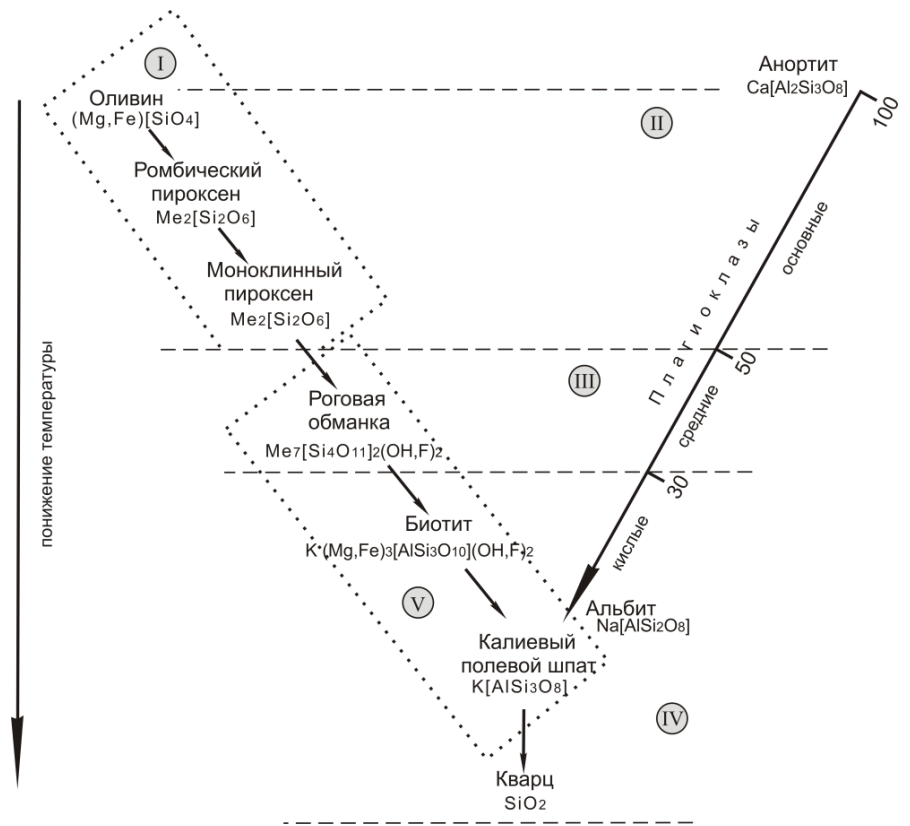 I
Анортит
Ca[Al2Si3O8]
100
Оливин
(Mg,Fe)[SiO4]
II
Ромбический
пироксен
Me2[Si2O6]
основные
Плагиоклазы
Моноклинный
пироксен
Me2[Si2O6]
50
понижение температуры
III
Роговая
обманка
Me7[Si4O11]2(OH,F)2
средние
30
Биотит
K (Mg,Fe)3[AlSi3O10](OH,F)2
кислые
V
Альбит
Na[AlSi2O8]
Калиевый
полевой шпат
K[AlSi3O8]
IV
Кварц
SiO2